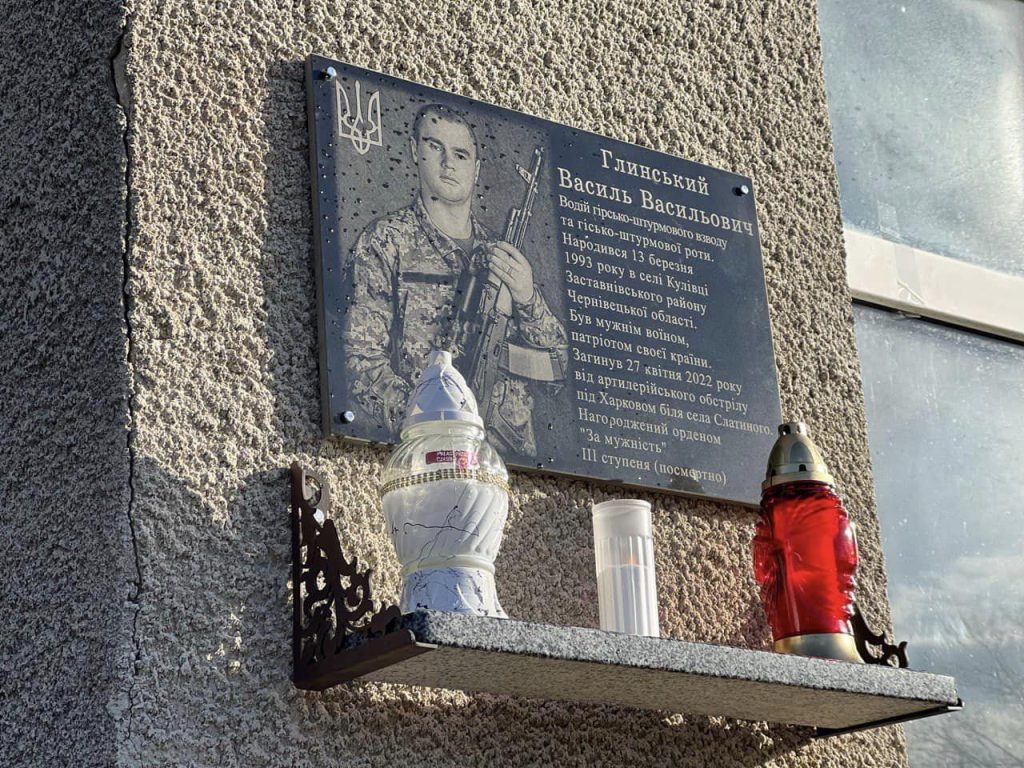 Глинський
Василь Васильович
Водій гірсько-штурмового взводу
та гісько-штурмової роти.
Народився 13 березня
1993 року в селі Кулівці
Заставнівського району
Чернівецької області.
Був мужнім воїном,
патріотом своєї країни.
Загинув 27 квітня 2022 року
від артилерійського обстрілу
під Харковом біля села Слатиного.
Нагороджений орденом
"За мужність"
ІІІ ступеня (посмертно)